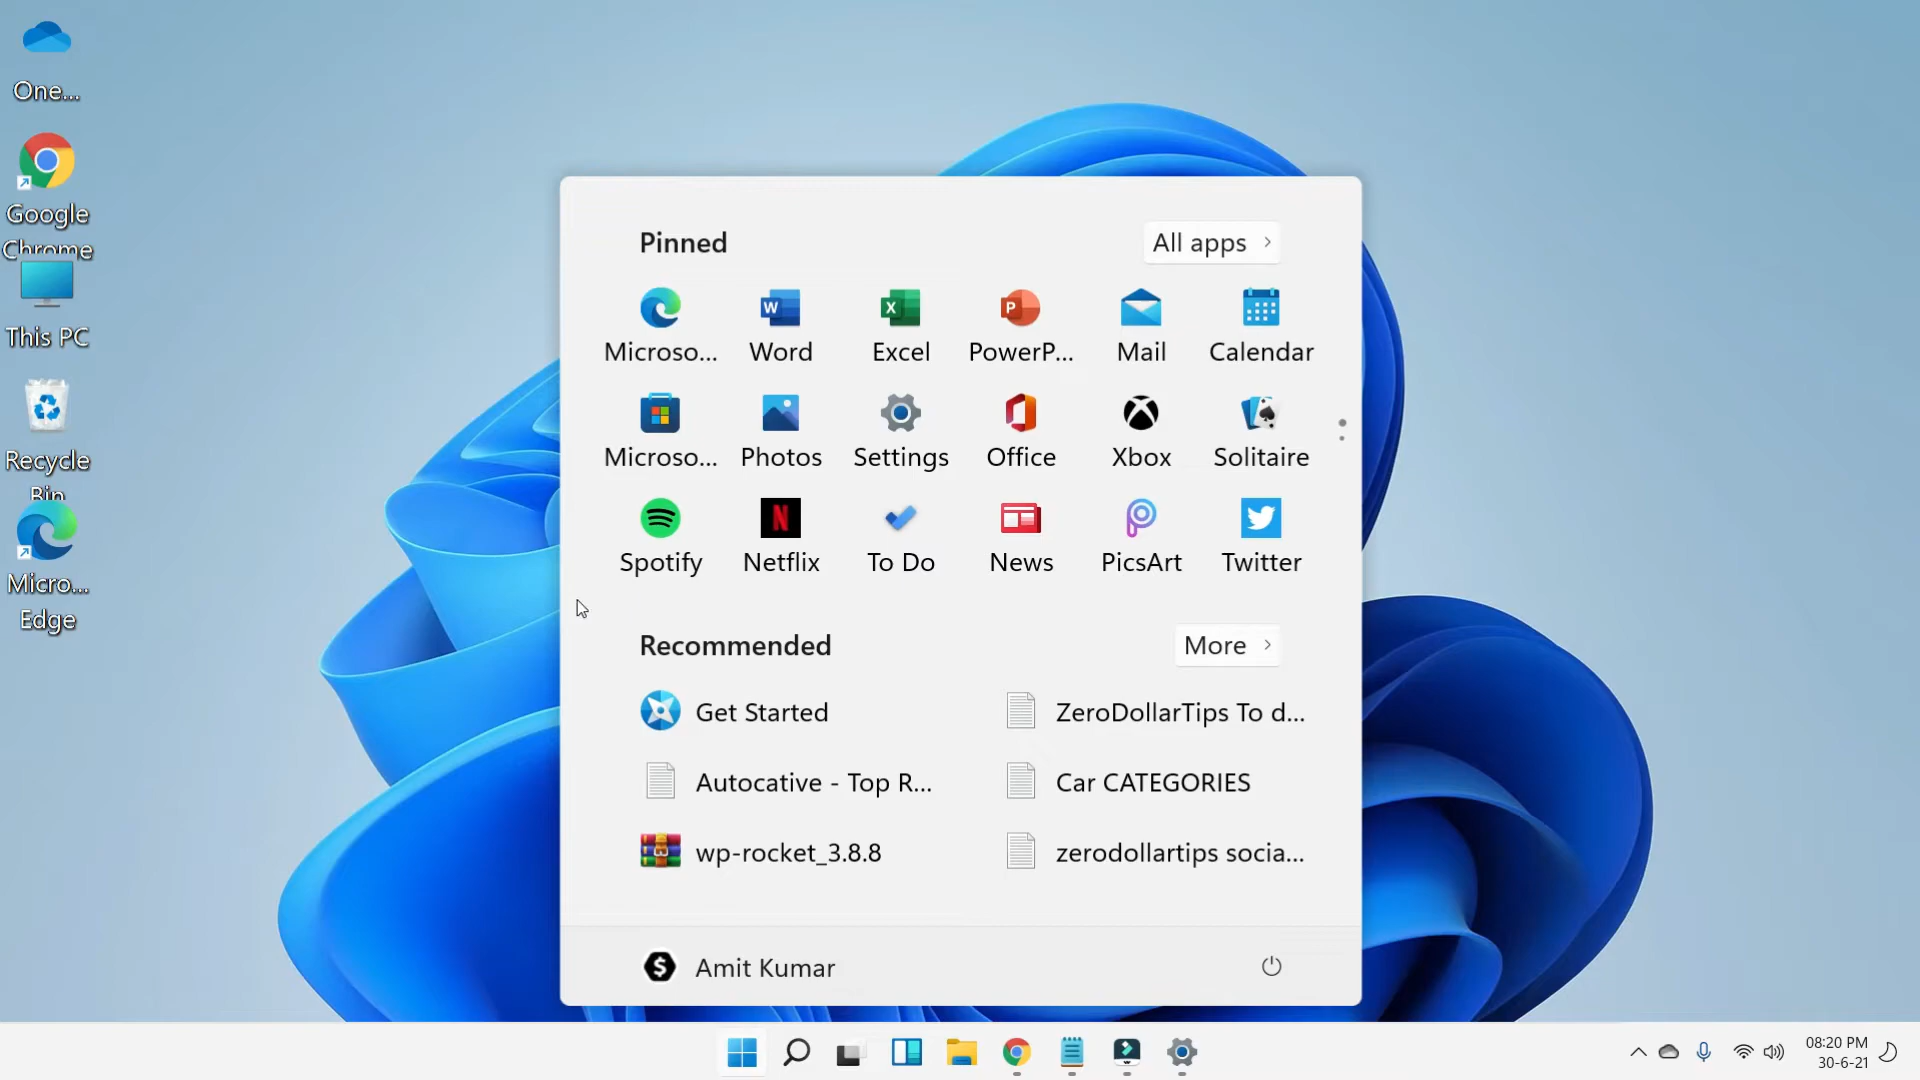 One...
Google
Chrome
This PC
Recycle
Bin
Micro...
Edge
Pinned
All apps
Microso...
Word
Excel
PowerP...
Mail
Calendar
Microso...
Photos
Settings
Office
Xbox
Solitaire
Spotify
Netflix
To Do
News
PicsArt
Twitter
Recommended
More
Get Started
ZeroDollarTips To d...
Autocative - Top R...
Car CATEGORIES
wp-rocket_3.8.8
zerodollartips socia...
Amit Kumar
08:20 PM
30-6-21